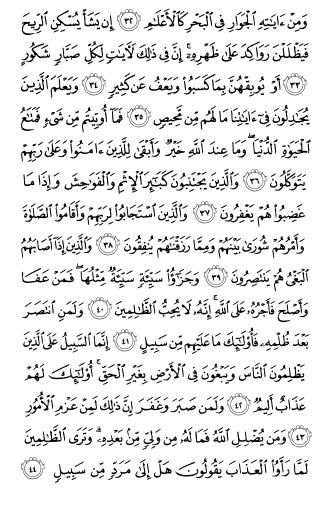 وَمِنْ ءَايَـٰتِهِ ٱلْجَوَارِ فِى ٱلْبَحْرِ كَٱلْأَعْلَـٰمِ ٣٢ إِن يَشَأْ يُسْكِنِ ٱلرِّيحَ
فَيَظْلَلْنَ رَوَاكِدَ عَلَىٰ ظَهْرِهِۦٓ ۚ إِنَّ فِى ذَٰلِكَ لَـَٔايَـٰتٍ لِّكُلِّ صَبَّارٍ شَكُورٍ
٣٣ أَوْ يُوبِقْهُنَّ بِمَا كَسَبُوا۟ وَيَعْفُ عَن كَثِيرٍ ٣٤ وَيَعْلَمَ ٱلَّذِينَ
يُجَـٰدِلُونَ فِىٓ ءَايَـٰتِنَا مَا لَهُم مِّن مَّحِيصٍ ٣٥ فَمَآ أُوتِيتُم مِّن شَىْءٍ فَمَتَـٰعُ
ٱلْحَيَوٰةِ ٱلدُّنْيَا ۖ وَمَا عِندَ ٱللَّهِ خَيْرٌ وَأَبْقَىٰ لِلَّذِينَ ءَامَنُوا۟ وَعَلَىٰ رَبِّهِمْ
يَتَوَكَّلُونَ ٣٦ وَٱلَّذِينَ يَجْتَنِبُونَ كَبَـٰٓئِرَ ٱلْإِثْمِ وَٱلْفَوَٰحِشَ وَإِذَا مَا
غَضِبُوا۟ هُمْ يَغْفِرُونَ ٣٧ وَٱلَّذِينَ ٱسْتَجَابُوا۟ لِرَبِّهِمْ وَأَقَامُوا۟ ٱلصَّلَوٰةَ
وَأَمْرُهُمْ شُورَىٰ بَيْنَهُمْ وَمِمَّا رَزَقْنَـٰهُمْ يُنفِقُونَ ٣٨ وَٱلَّذِينَ إِذَآ أَصَابَهُمُ
ٱلْبَغْىُ هُمْ يَنتَصِرُونَ ٣٩ وَجَزَٰٓؤُا۟ سَيِّئَةٍ سَيِّئَةٌ مِّثْلُهَا ۖ فَمَنْ عَفَا
وَأَصْلَحَ فَأَجْرُهُۥ عَلَى ٱللَّهِ ۚ إِنَّهُۥ لَا يُحِبُّ ٱلظَّـٰلِمِينَ ٤٠ وَلَمَنِ ٱنتَصَرَ
بَعْدَ ظُلْمِهِۦ فَأُو۟لَـٰٓئِكَ مَا عَلَيْهِم مِّن سَبِيلٍ ٤١ إِنَّمَا ٱلسَّبِيلُ عَلَى ٱلَّذِينَ
يَظْلِمُونَ ٱلنَّاسَ وَيَبْغُونَ فِى ٱلْأَرْضِ بِغَيْرِ ٱلْحَقِّ ۚ أُو۟لَـٰٓئِكَ لَهُمْ
عَذَابٌ أَلِيمٌ ٤٢ وَلَمَن صَبَرَ وَغَفَرَ إِنَّ ذَٰلِكَ لَمِنْ عَزْمِ ٱلْأُمُورِ
٤٣ وَمَن يُضْلِلِ ٱللَّهُ فَمَا لَهُۥ مِن وَلِىٍّ مِّنۢ بَعْدِهِۦ ۗ وَتَرَى ٱلظَّـٰلِمِينَ
لَمَّا رَأَوُا۟ ٱلْعَذَابَ يَقُولُونَ هَلْ إِلَىٰ مَرَدٍّ مِّن سَبِيلٍ ٤٤